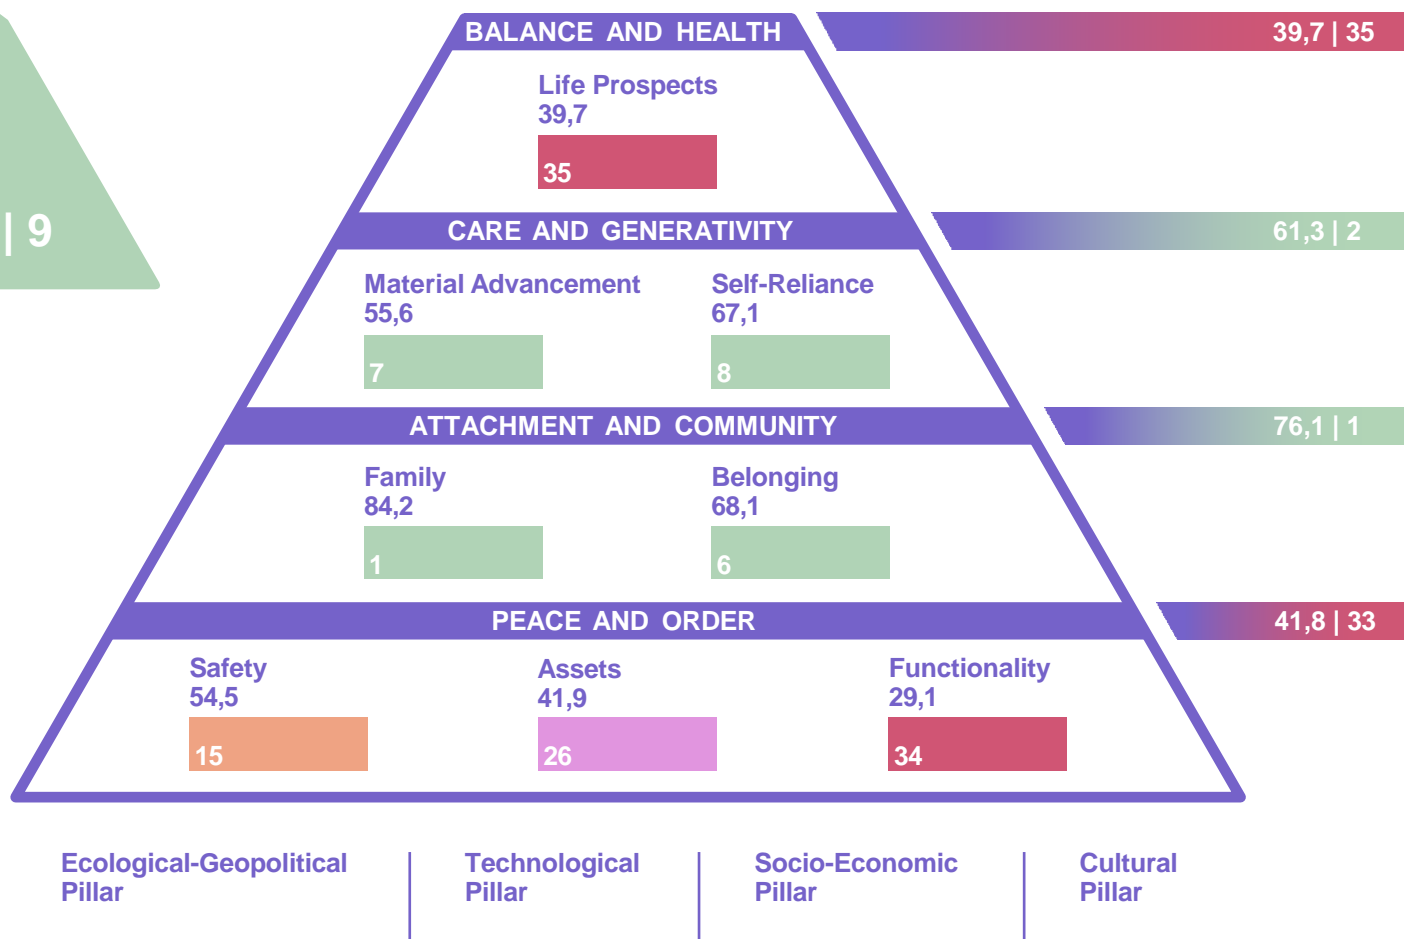 BALANCE AND HEALTH
39,7 | 35
Life Prospects
39,7
35
| 9
CARE AND GENERATIVITY
61,3 | 2
Material Advancement
55,6
7
Self-Reliance
67,1
8
ATTACHMENT AND COMMUNITY
76,1 | 1
Family
84,2
1
Belonging
68,1
6
PEACE AND ORDER
41,8 | 33
Safety
54,5
15
Assets
41,9
26
Functionality
29,1
34
Ecological-Geopolitical
Pillar
Technological
Pillar
Socio-Economic
Pillar
Cultural
Pillar